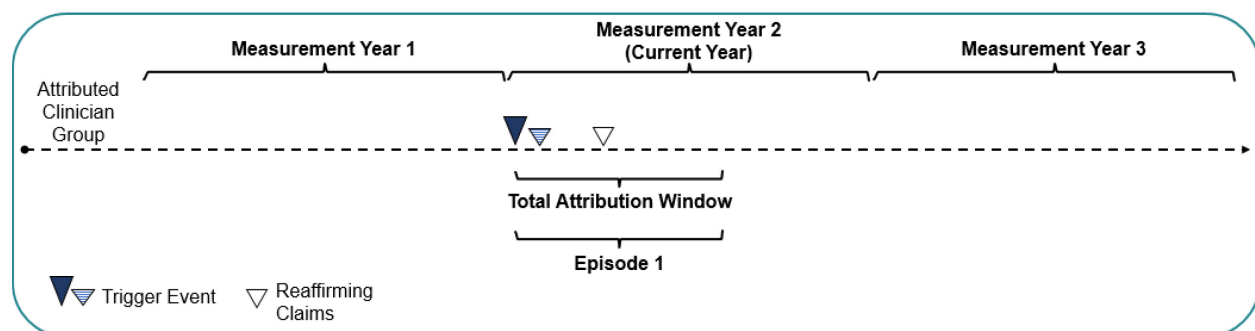 Measurement Year 1
Measurement Year 2
(Current Year)
Measurement Year 3
Attributed
Clinician
Group
Total Attribution Window
Episode 1
Trigger Event
Reaffirming
Claims